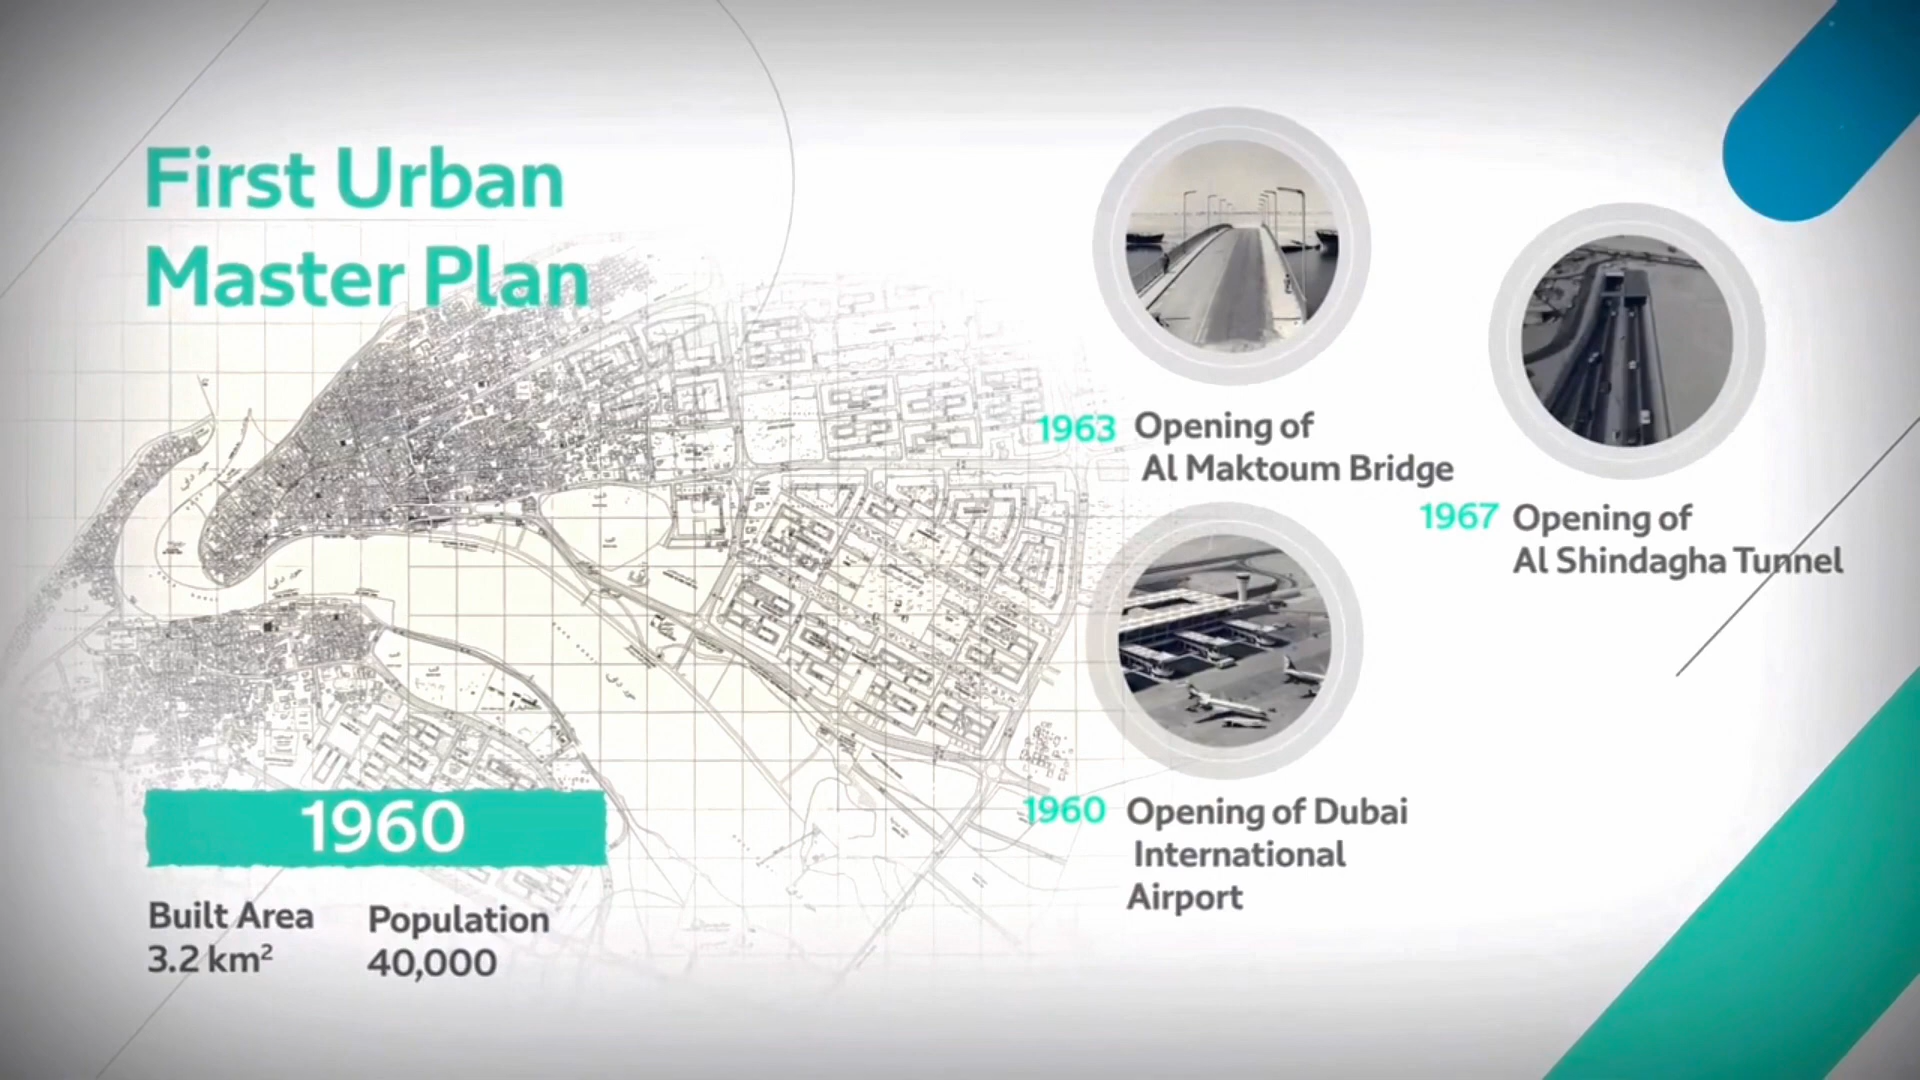 First Urban
Master Plan
1960
Built Area
3.2 km²
Population
40,000
1963 Opening of
Al Maktoum Bridge
1967 Opening of
Al Shindagha Tunnel
1960 Opening of Dubai
International
Airport